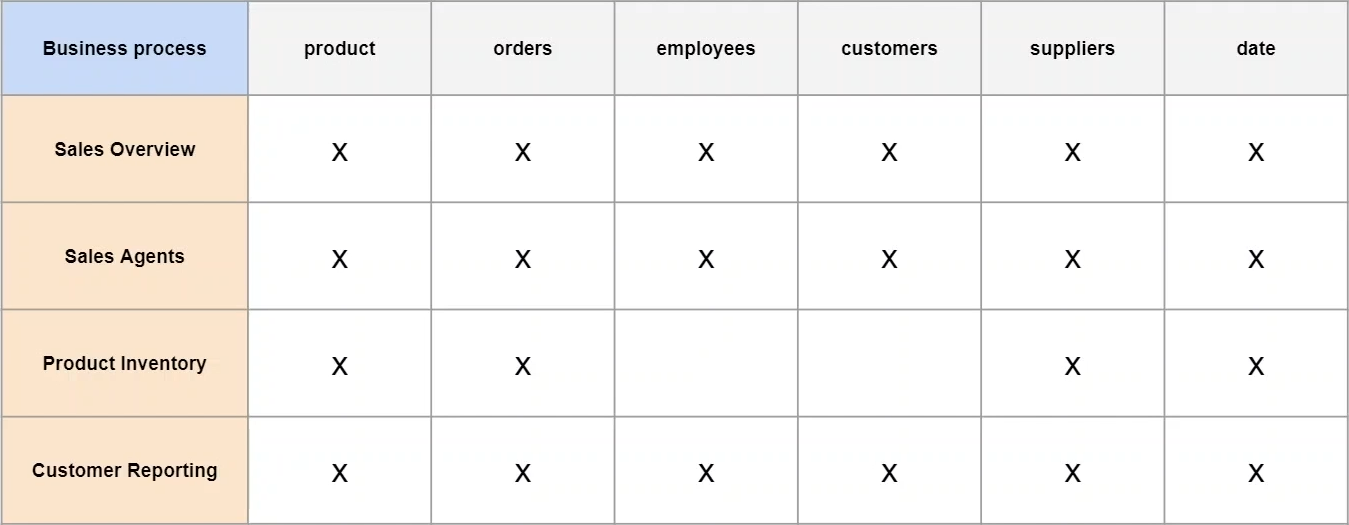 Business process product orders employees customers suppliers date
Sales Overview X X X X X X
Sales Agents X X X X X X
Product Inventory X X X X
Customer Reporting X X X X X X